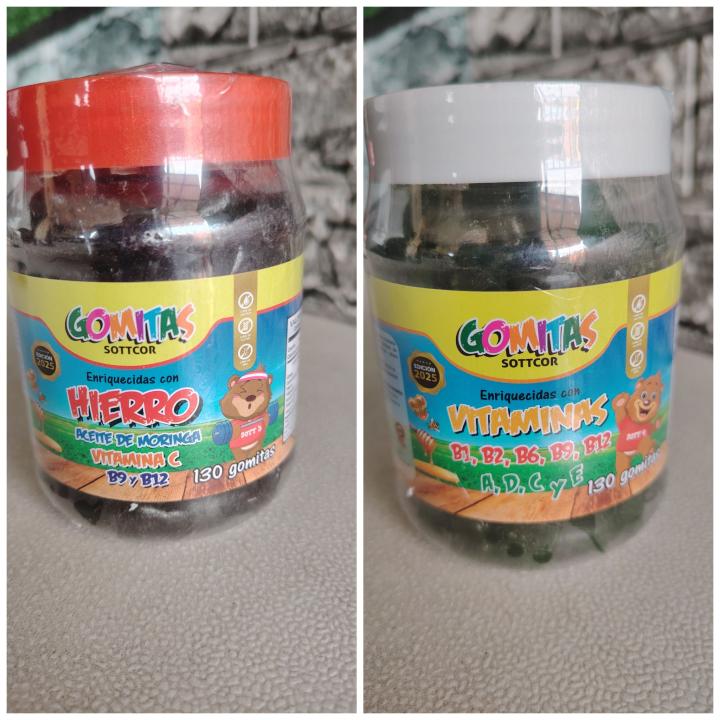 GOMITAS
SOTTCOR
EDICIÓN
2025
Enriquecidas con
HIERRO
ACEITE DE MORINGA
VITAMINA C
B9 y B12
130 gomitas
GOMITAS
SOTTCOR
EDICIÓN
2025
Enriquecidas con
VITAMINAS
B1, B2, B6, B9, B12
A, D, C y E
130 gomitas